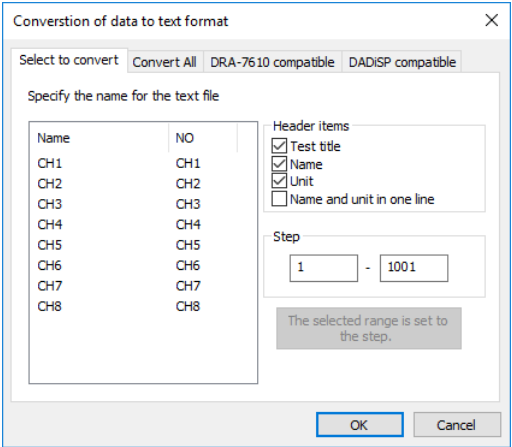 Converstion of data to text format
Select to convert Convert All DRA-7610 compatible DADiSP compatible
Specify the name for the text file
Name NO
CH1 CH1
CH2 CH2
CH3 CH3
CH4 CH4
CH5 CH5
CH6 CH6
CH7 CH7
CH8 CH8
Header items
Test title
Name
Unit
Name and unit in one line
Step
1 - 1001
The selected range is set to
the step.
OK Cancel